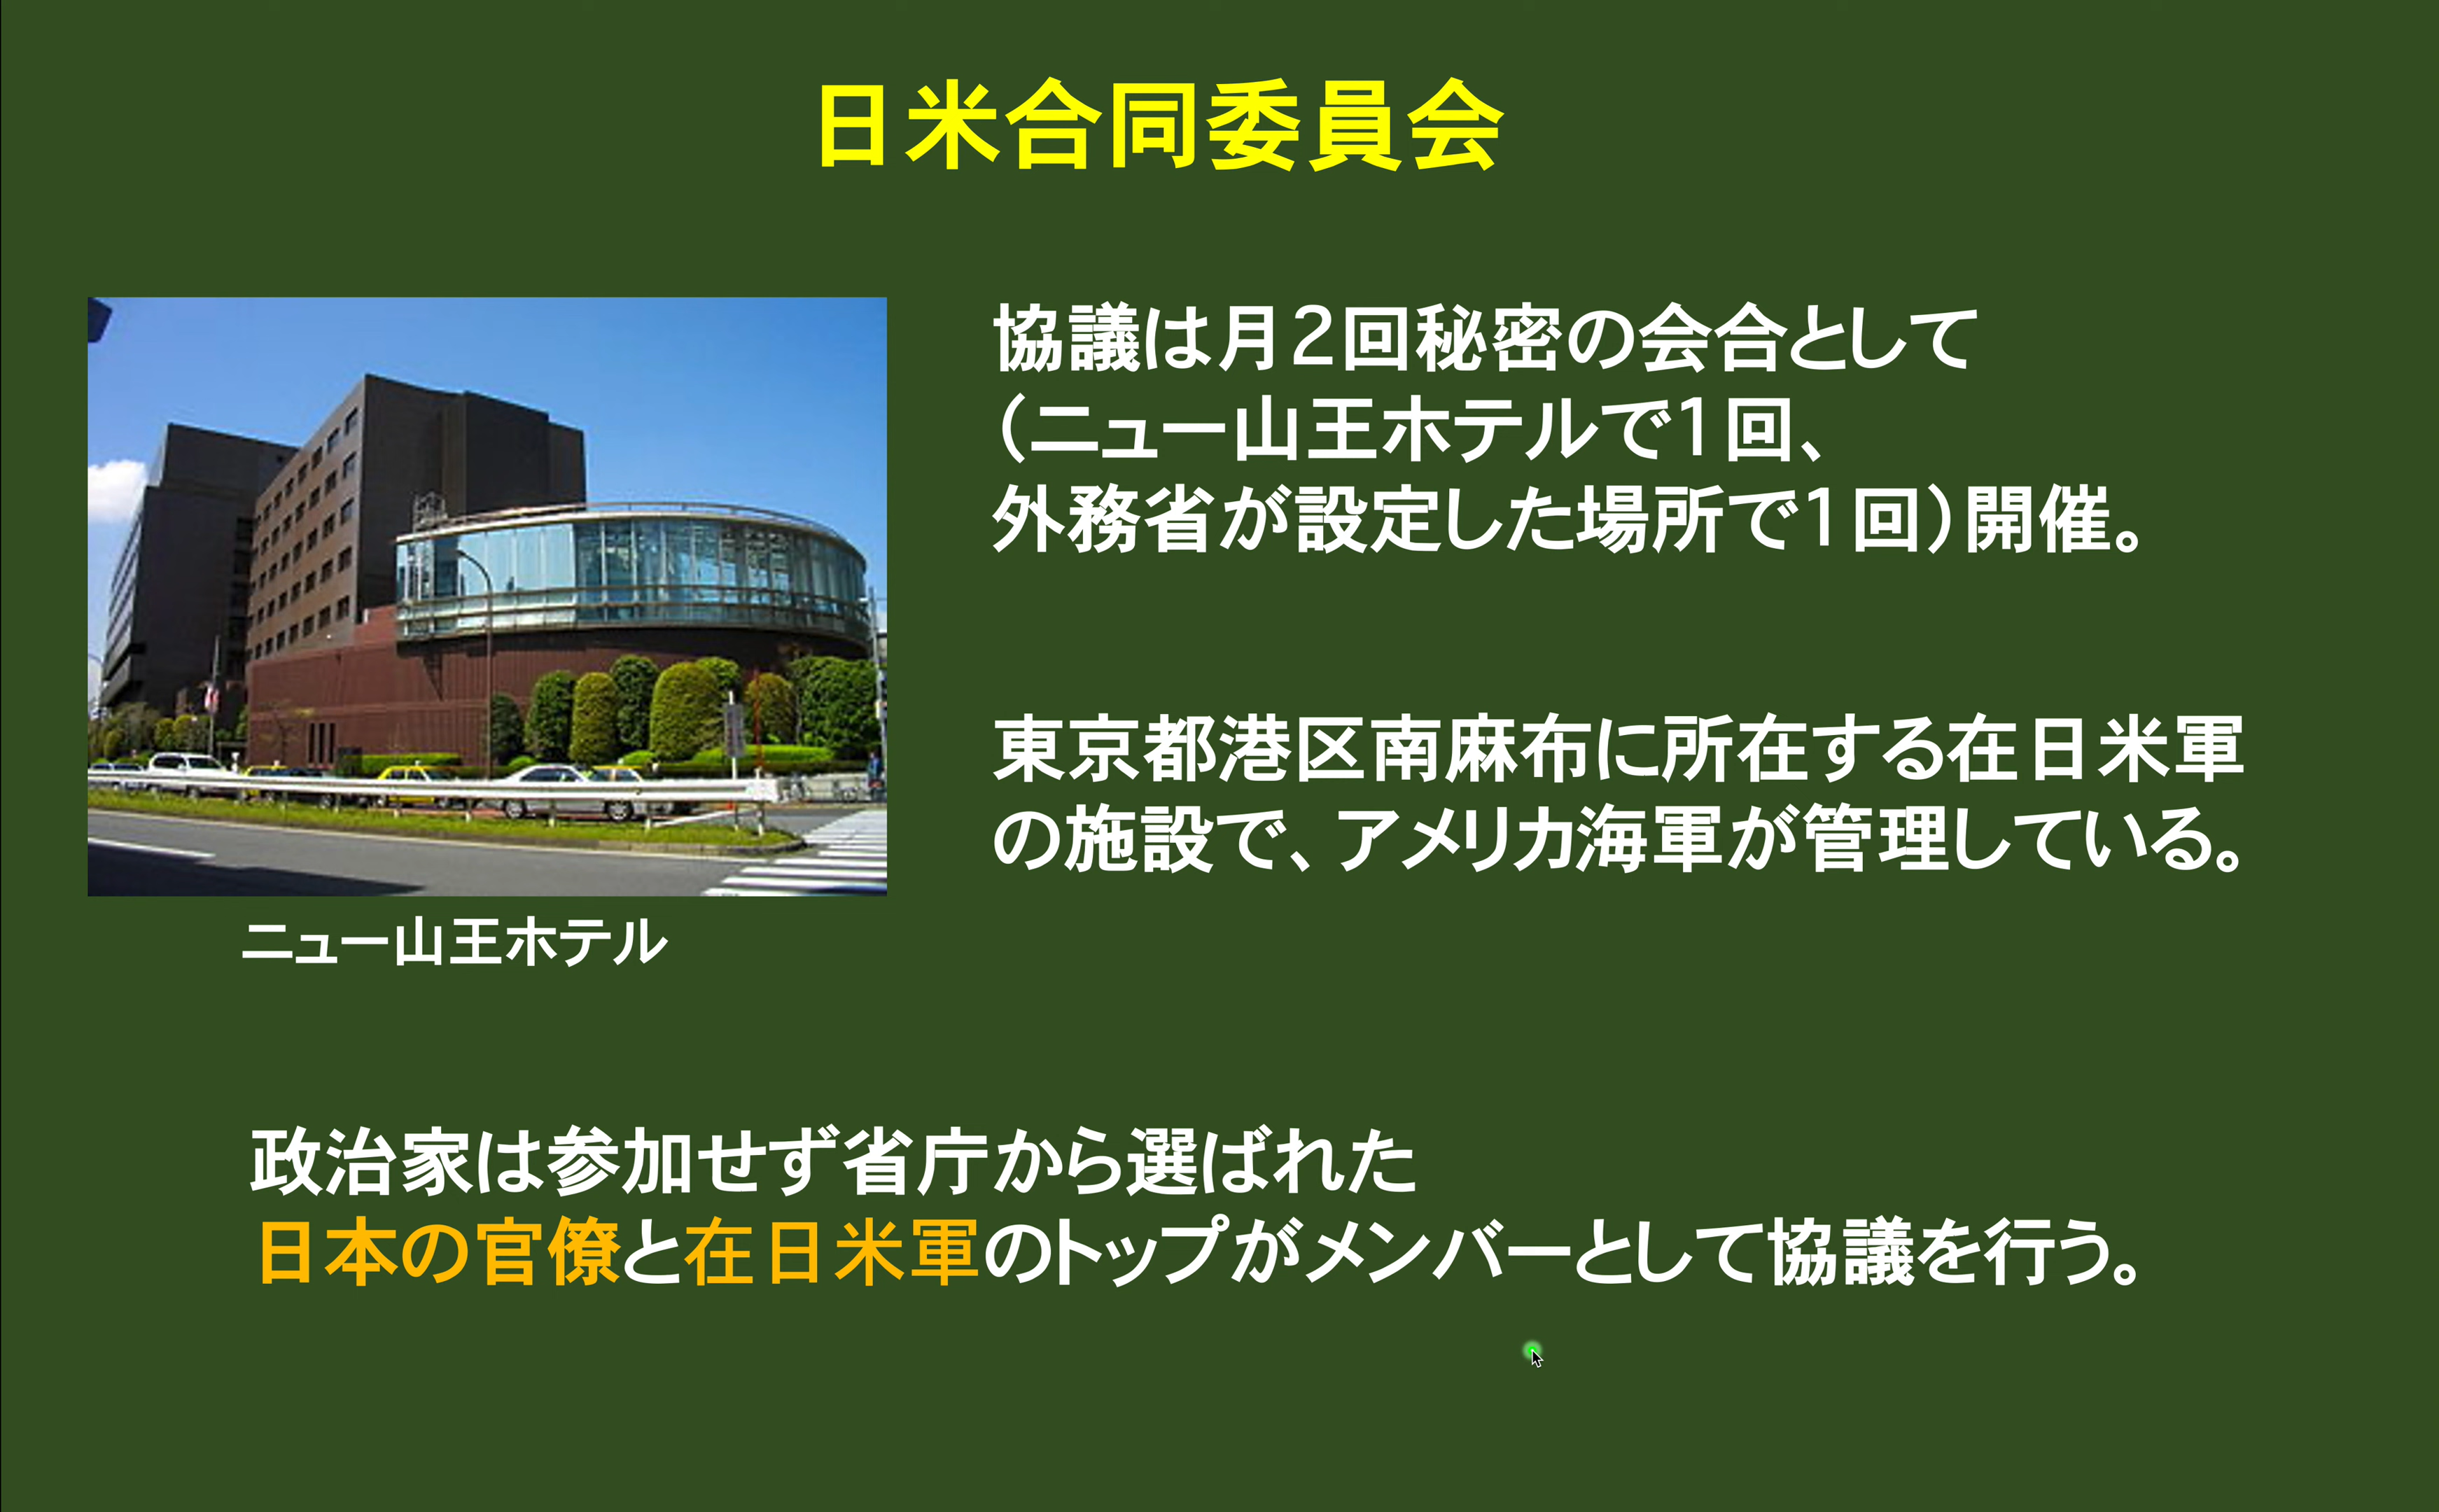 日米合同委員会
協議は月２回秘密の会合として
（ニュー山王ホテルで１回、
外務省が設定した場所で１回）開催。
東京都港区南麻布に所在する在日米軍
の施設で、アメリカ海軍が管理している。
ニュー山王ホテル
政治家は参加せず省庁から選ばれた
日本の官僚と在日米軍のトップがメンバーとして協議を行う。